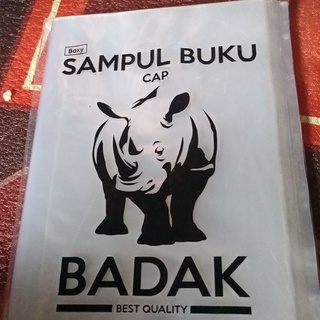 Boxy
SAMPUL BUKU
CAP
BADAK
BEST QUALITY